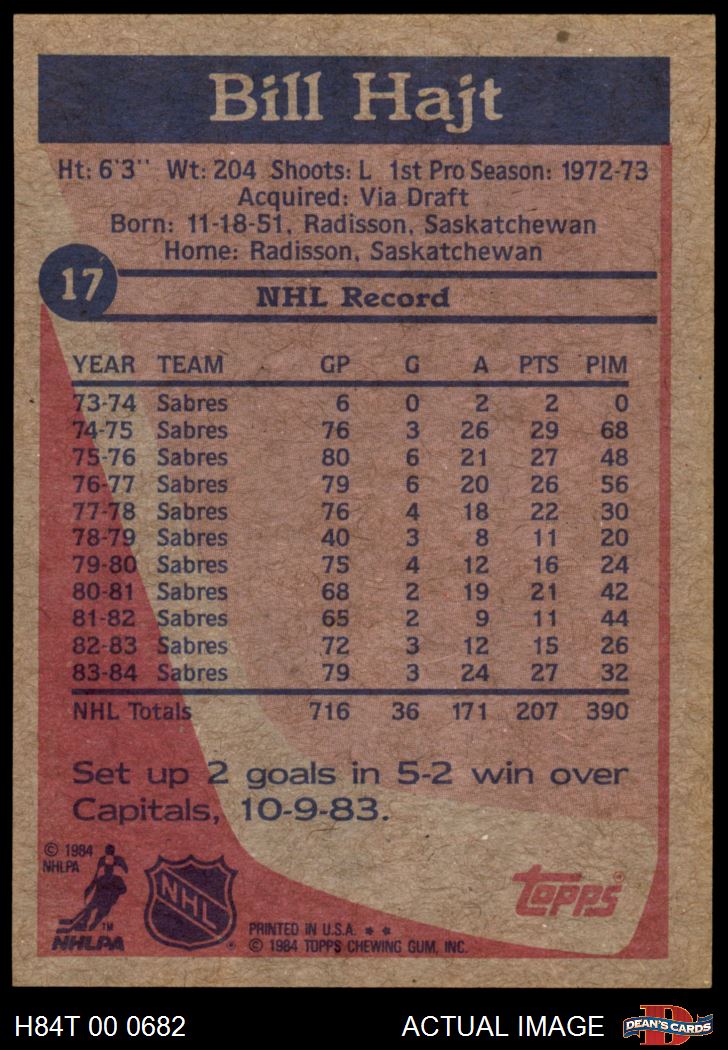 Bill Hajt
Ht: 6'3'' Wt: 204 Shoots: L 1st Pro Season: 1972-73
Acquired: Via Draft
Born: 11-18-51, Radisson, Saskatchewan
Home: Radisson, Saskatchewan
17
NHL Record
YEAR TEAM GP G A PTS PIM
73-74 Sabres 6 0 2 2 0
74-75 Sabres 76 3 26 29 68
75-76 Sabres 80 6 21 27 48
76-77 Sabres 79 6 20 26 56
77-78 Sabres 76 4 18 22 30
78-79 Sabres 40 3 8 11 20
79-80 Sabres 75 4 12 16 24
80-81 Sabres 68 2 19 21 42
81-82 Sabres 65 2 9 11 44
82-83 Sabres 72 3 12 15 26
83-84 Sabres 79 3 24 27 32
NHL Totals 716 36 171 207 390
Set up 2 goals in 5-2 win over
Capitals, 10-9-83.
© 1984
NHLPA
TM
NHLPA
NHL ®
topps ®
PRINTED IN U.S.A. * *
© 1984 TOPPS CHEWING GUM, INC.
H84T 00 0682 ACTUAL IMAGE
D
DEAN'S CARDS